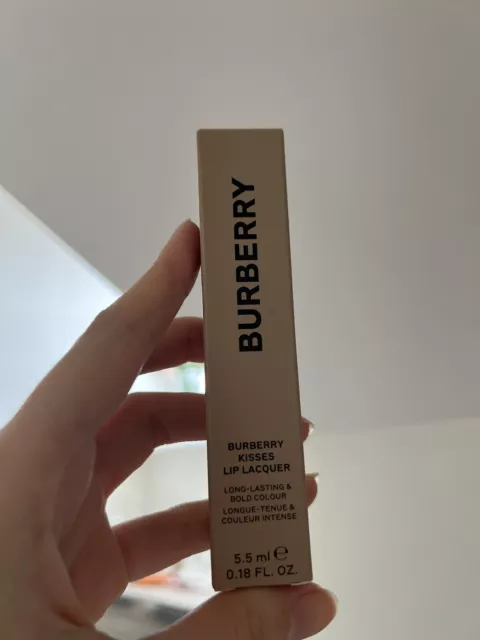 BURBERRY
BURBERRY
KISSES
LIP LACQUER
LONG-LASTING &
BOLD COLOUR
LONGUE-TENUE &
COULEUR INTENSE
5.5 ml ℮
0.18 FL. OZ.